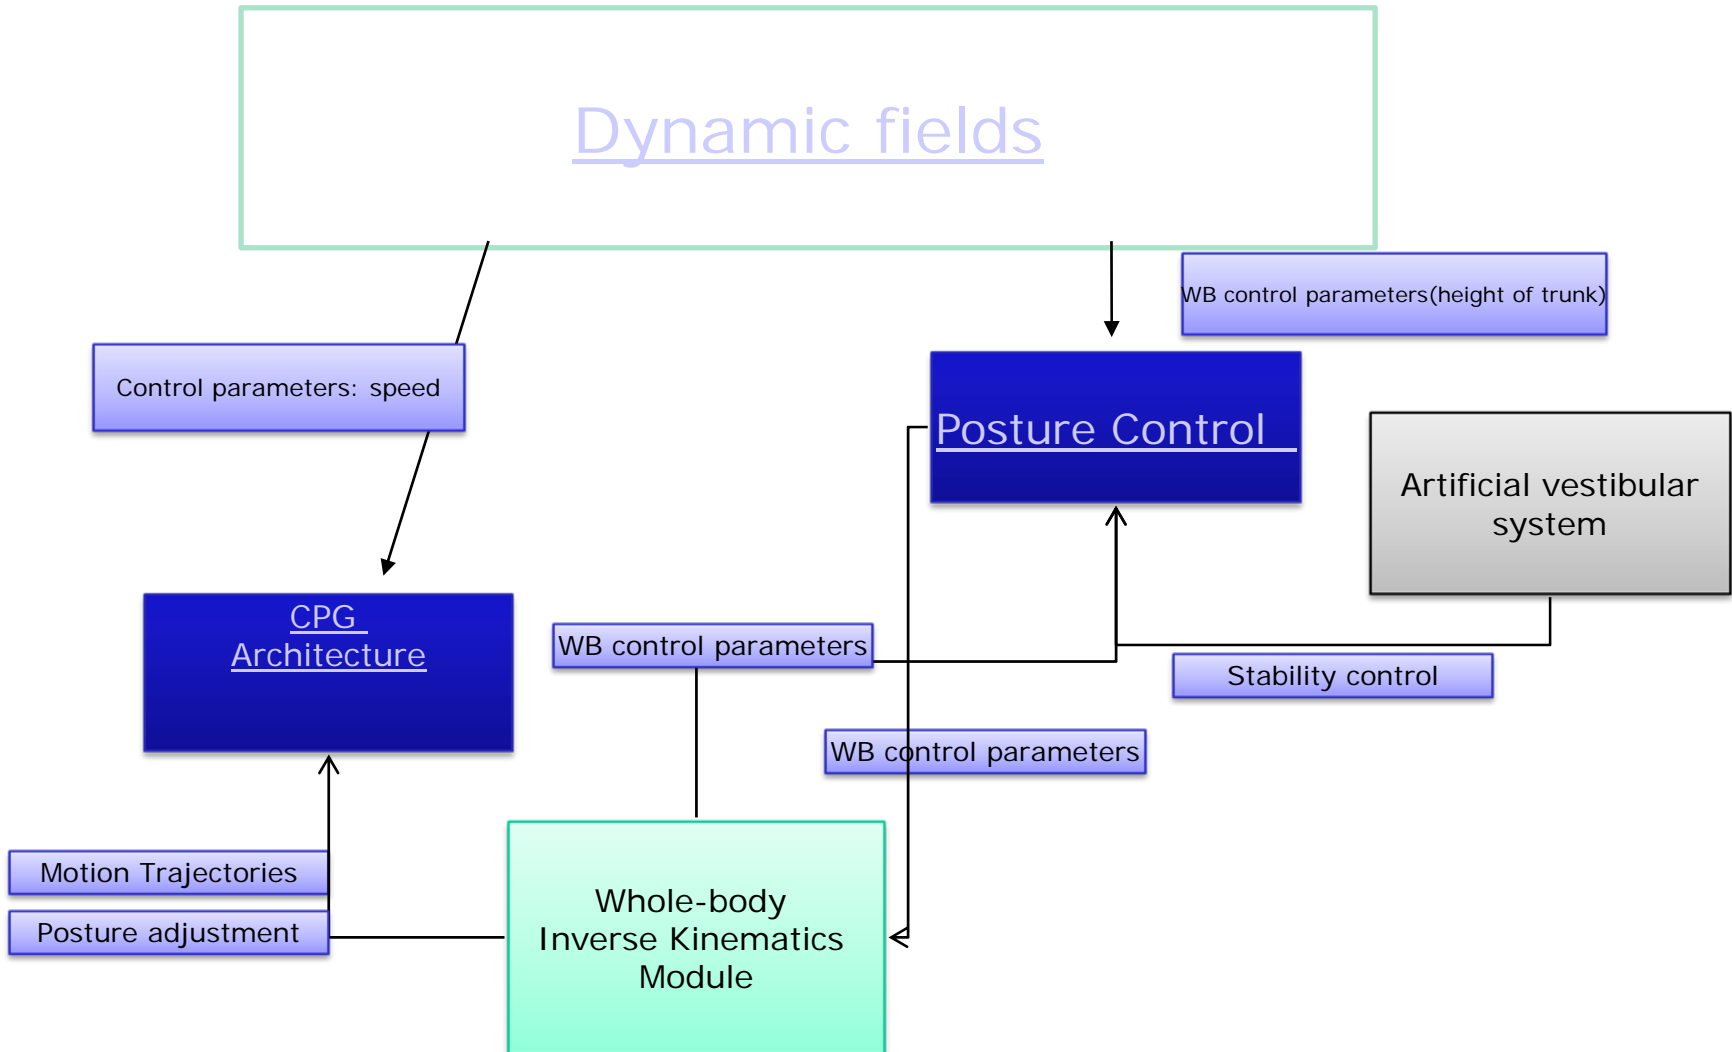 Dynamic fields
WB control parameters(height of trunk)
Control parameters: speed
Posture Control
Artificial vestibular
system
CPG
Architecture
WB control parameters
Stability control
WB control parameters
Motion Trajectories
Posture adjustment
Whole-body
Inverse Kinematics
Module